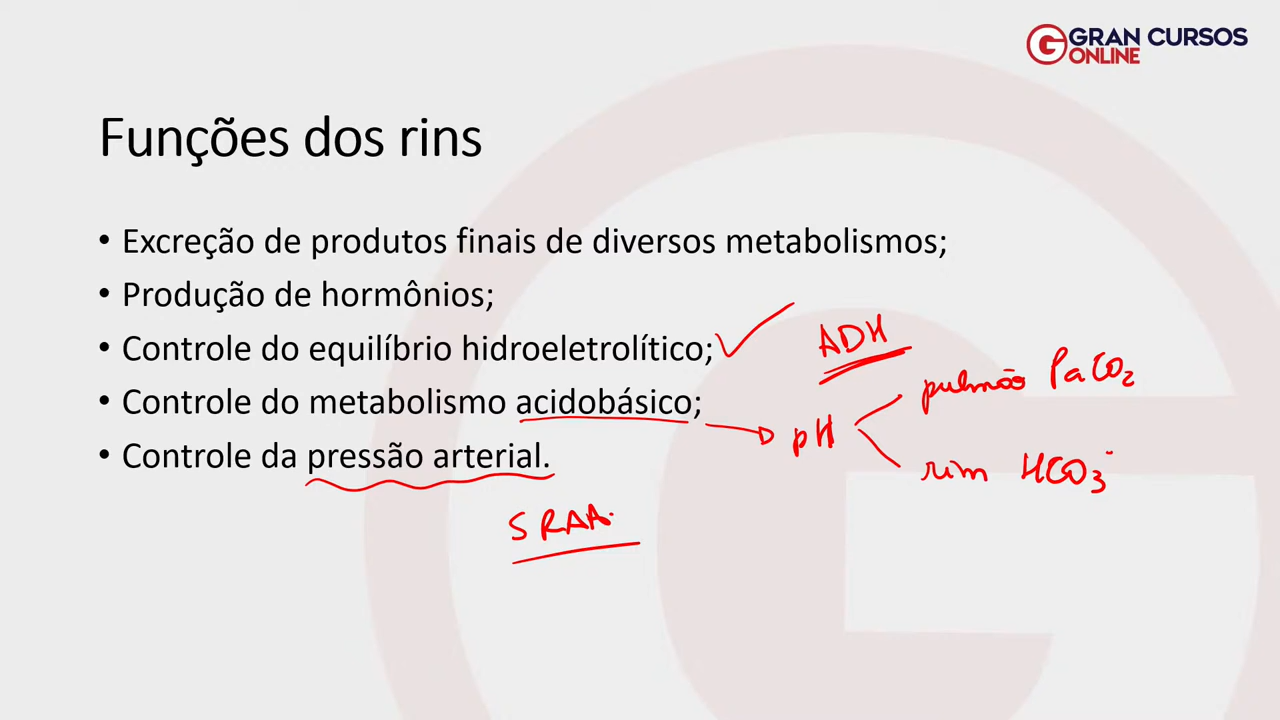 GRAN CURSOS
ONLINE
Funções dos rins
• Excreção de produtos finais de diversos metabolismos;
• Produção de hormônios;
• Controle do equilíbrio hidroeletrolítico;
ADH
• Controle do metabolismo acidobásico;
pH
pulmão PaCO2
rim HCO3-
• Controle da pressão arterial.
SRAA.